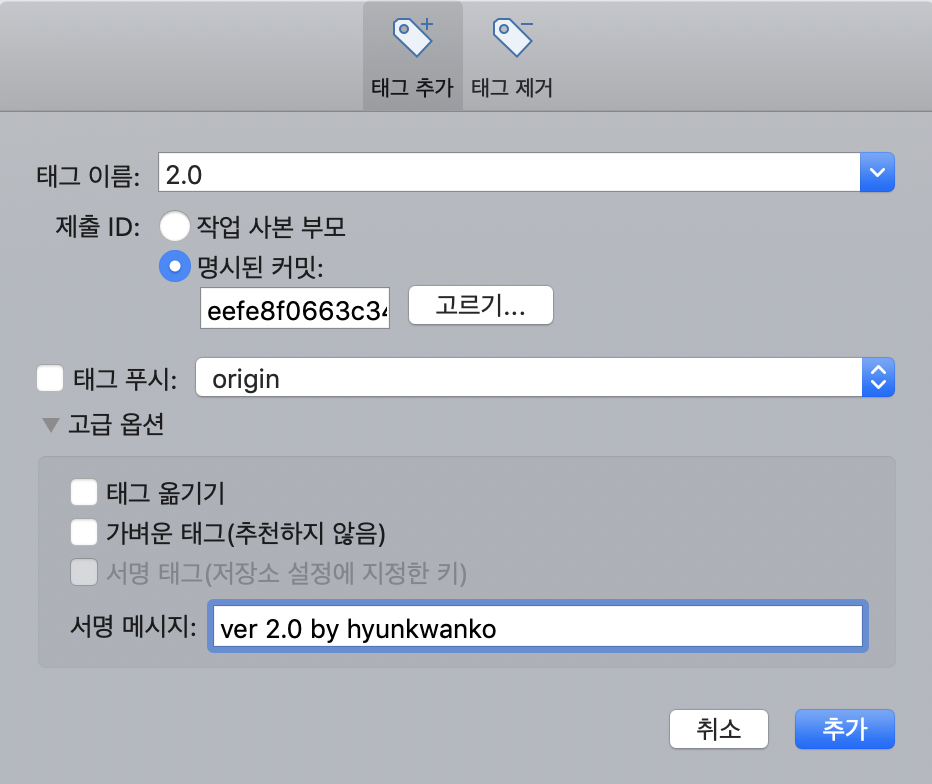 태그 추가 태그 제거
태그 이름: 2.0
제출 ID: 작업 사본 부모
명시된 커밋:
eefe8f0663c34 고르기...
태그 푸시: origin
고급 옵션
태그 옮기기
가벼운 태그(추천하지 않음)
서명 태그(저장소 설정에 지정한 키)
서명 메시지: ver 2.0 by hyunkwanko
취소 추가